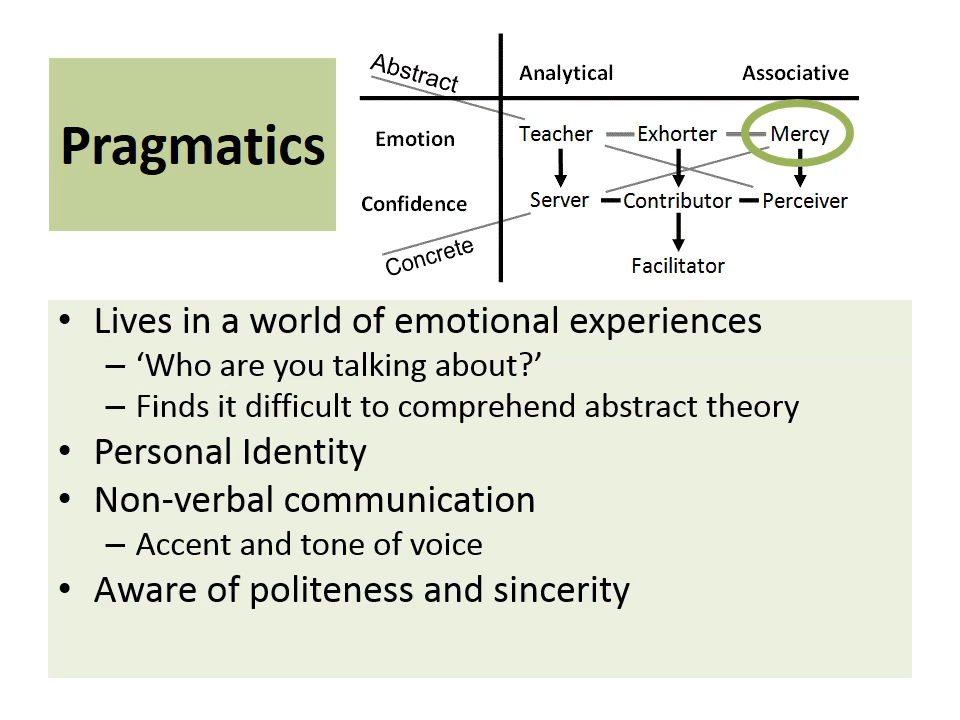 Pragmatics
Abstract
Analytical
Associative
Emotion
Teacher
Exhorter
Mercy
Confidence
Server
Contributor
Perceiver
Concrete
Facilitator
• Lives in a world of emotional experiences
– ‘Who are you talking about?’
– Finds it difficult to comprehend abstract theory
• Personal Identity
• Non-verbal communication
– Accent and tone of voice
• Aware of politeness and sincerity